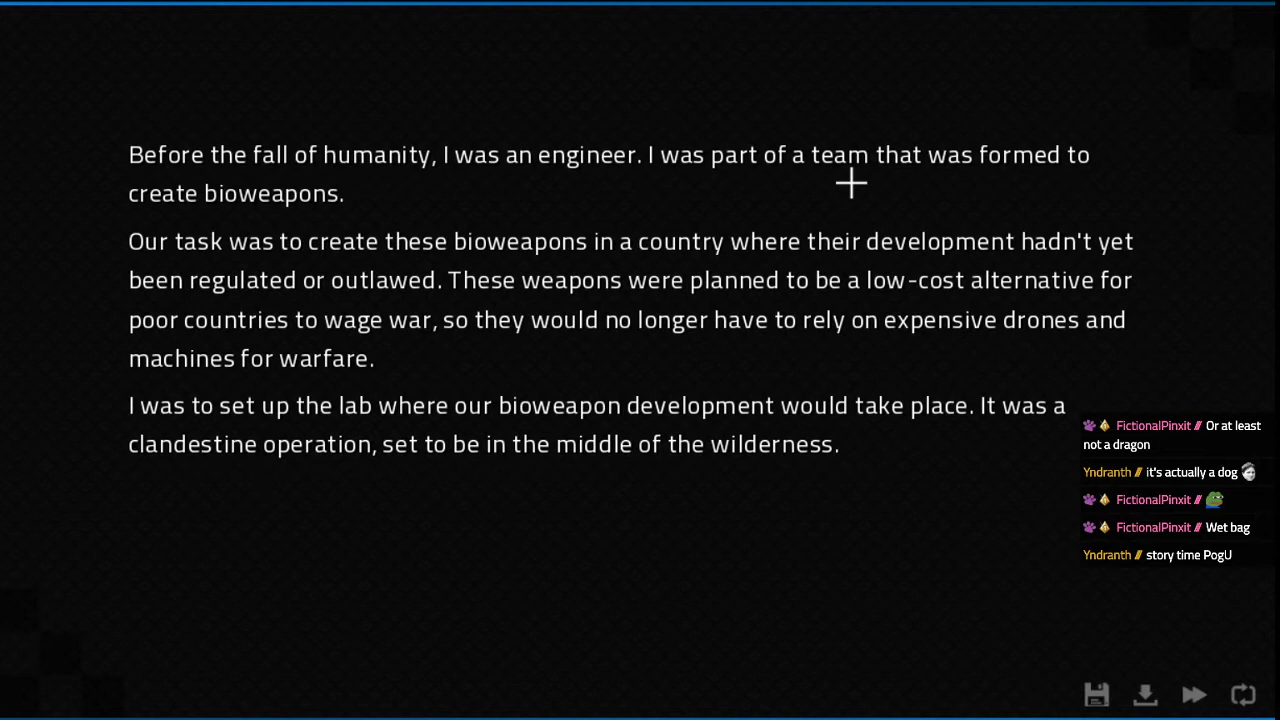 Before the fall of humanity, I was an engineer. I was part of a team that was formed to
create bioweapons.
Our task was to create these bioweapons in a country where their development hadn't yet
been regulated or outlawed. These weapons were planned to be a low-cost alternative for
poor countries to wage war, so they would no longer have to rely on expensive drones and
machines for warfare.
I was to set up the lab where our bioweapon development would take place. It was a
clandestine operation, set to be in the middle of the wilderness.
FictionalPinxit // Or at least
not a dragon
Yndranth // it's actually a dog
FictionalPinxit //
FictionalPinxit // Wet bag
Yndranth // story time PogU